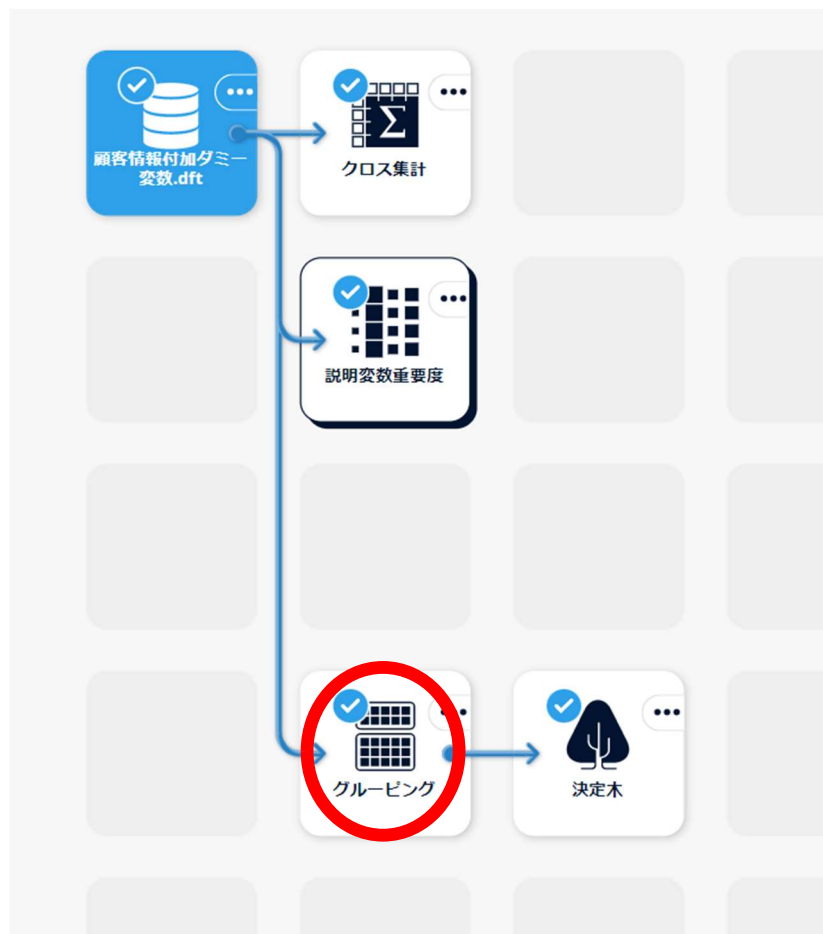 顧客情報付加ダミー
変数.dft
Σ
クロス集計
説明変数重要度
グルーピング
決定木